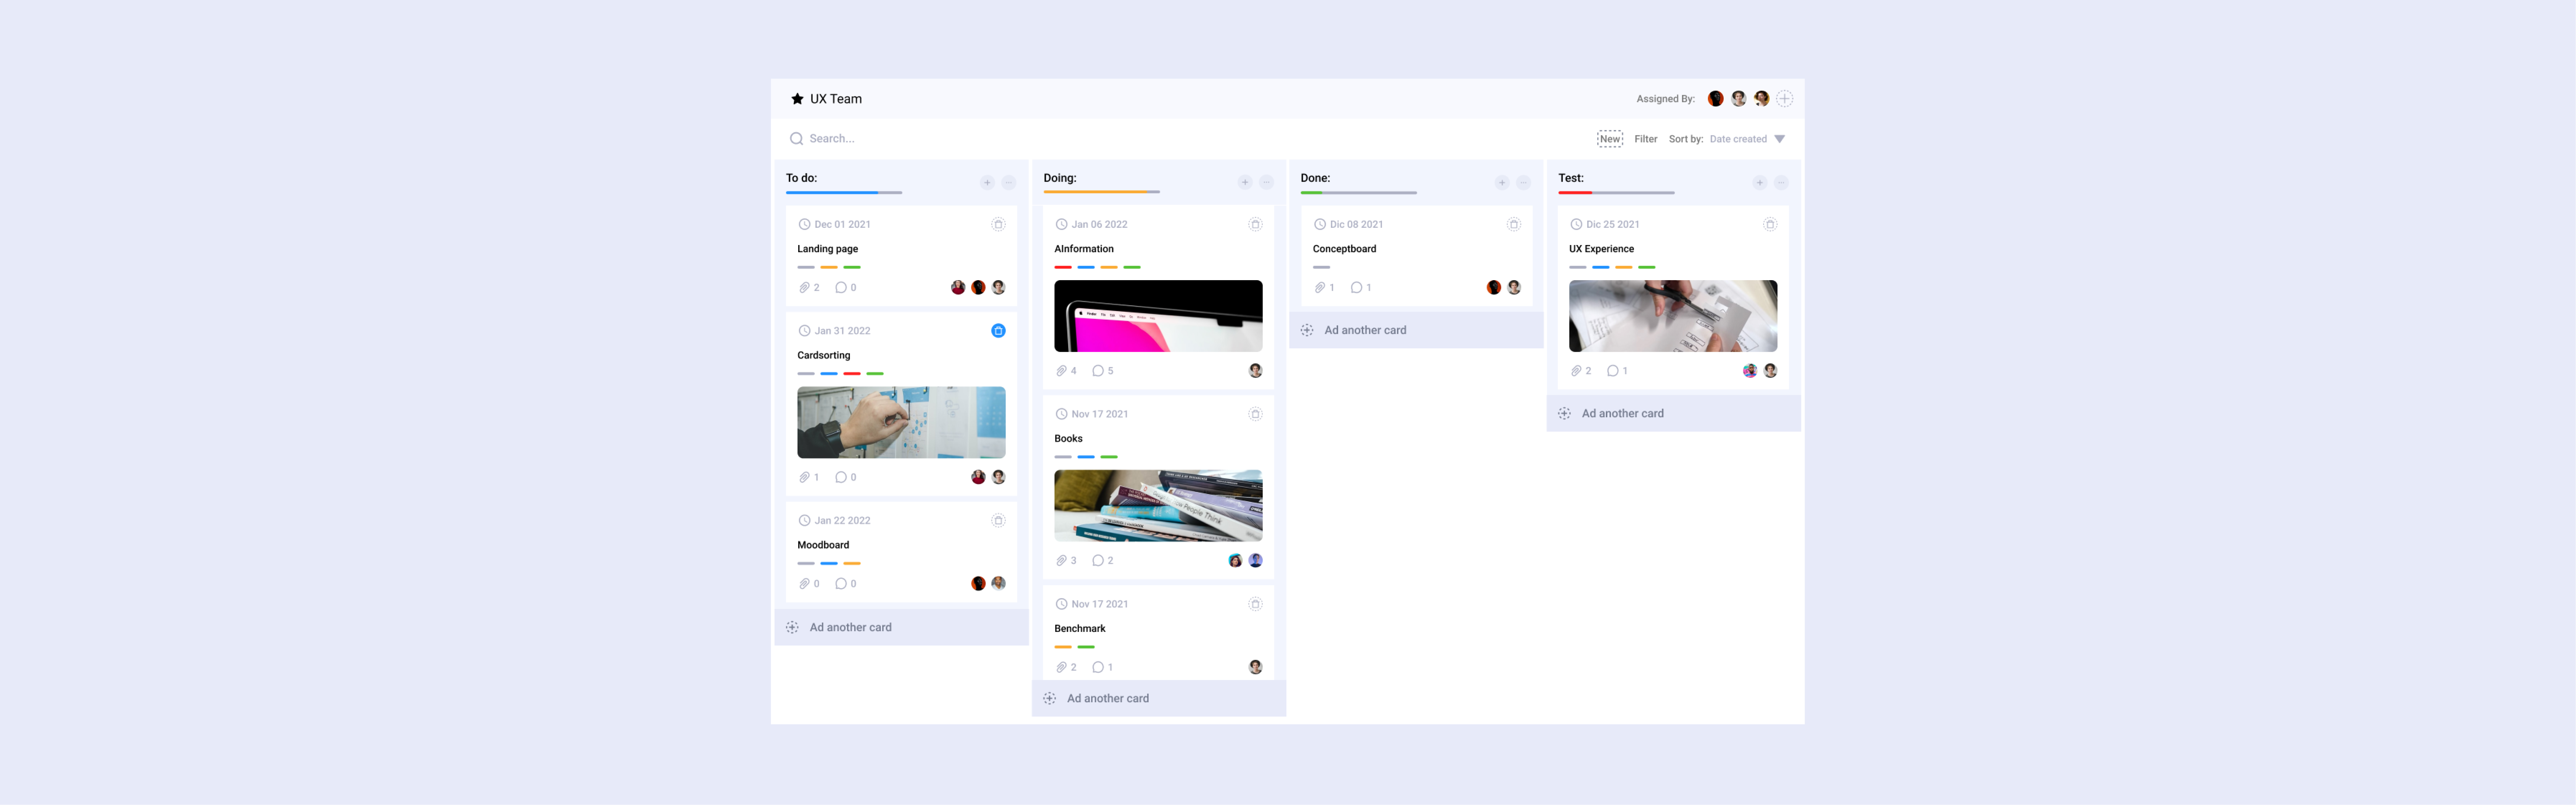 UX Team
Assigned By:
Search...
New Filter Sort by: Date created
To do:
Dec 01 2021
Landing page
2 0
Jan 31 2022
Cardsorting
1 0
Jan 22 2022
Moodboard
0 0
Ad another card
Doing:
Jan 06 2022
AInformation
4 5
Nov 17 2021
Books
People Think
3 2
Nov 17 2021
Benchmark
2 1
Ad another card
Done:
Dic 08 2021
Conceptboard
1 1
Ad another card
Test:
Dic 25 2021
UX Experience
2 1
Ad another card